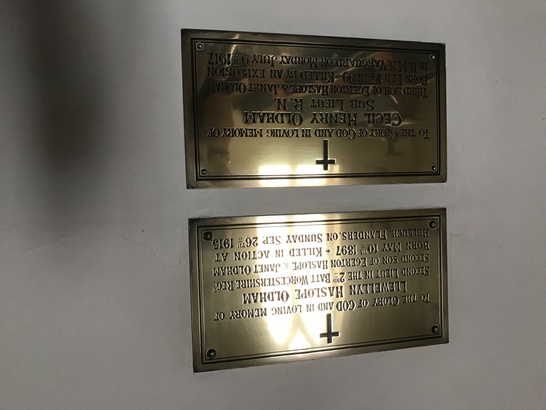 TO THE GLORY OF GOD AND IN LOVING MEMORY OF
LLEWELLYN HASLOPE OLDHAM
SECOND LIEUT IN THE 2ND BATT WORCESTERSHIRE REGT
SECOND SON OF EGERTON HASLOPE, & JANET OLDHAM
BORN MAY 10TH 1897 + KILLED IN ACTION AT
FLANDERS, ON SUNDAY SEP. 26TH 1915
TO THE GLORY OF GOD AND IN LOVING MEMORY OF
CECIL HENRY OLDHAM
SUB LIEUT R.N.
THIRD SON OF EGERTON HASLOPE, & JANET OLDHAM
BORN FEB + KILLED IN AN EXPLOSION
H.M.S. VANGUARD ON MONDAY JULY 9TH 1917